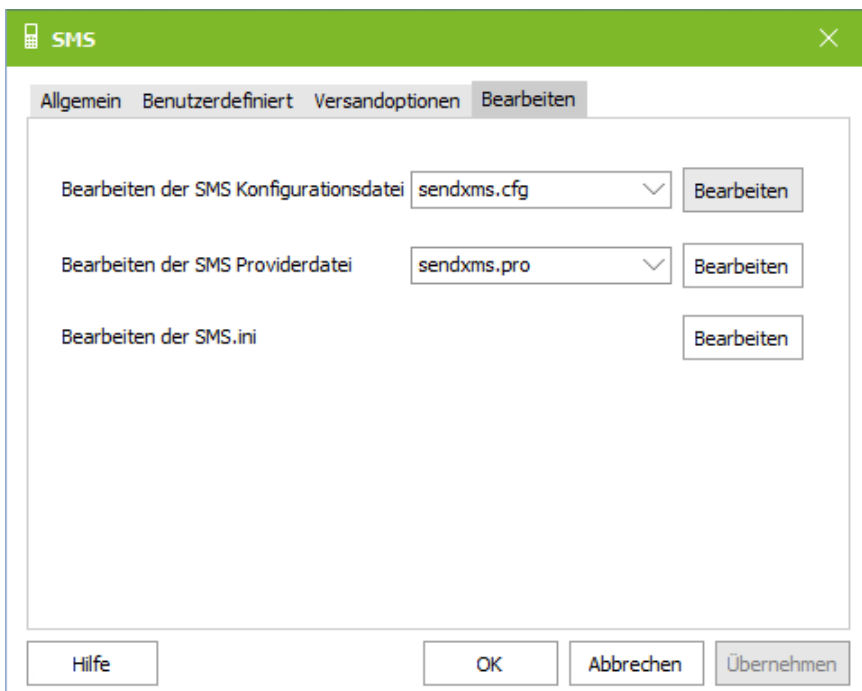 SMS
Allgemein Benutzerdefiniert Versandoptionen Bearbeiten
Bearbeiten der SMS Konfigurationsdatei sendxms.cfg Bearbeiten
Bearbeiten der SMS Providerdatei sendxms.pro Bearbeiten
Bearbeiten der SMS.ini Bearbeiten
Hilfe OK Abbrechen Übernehmen